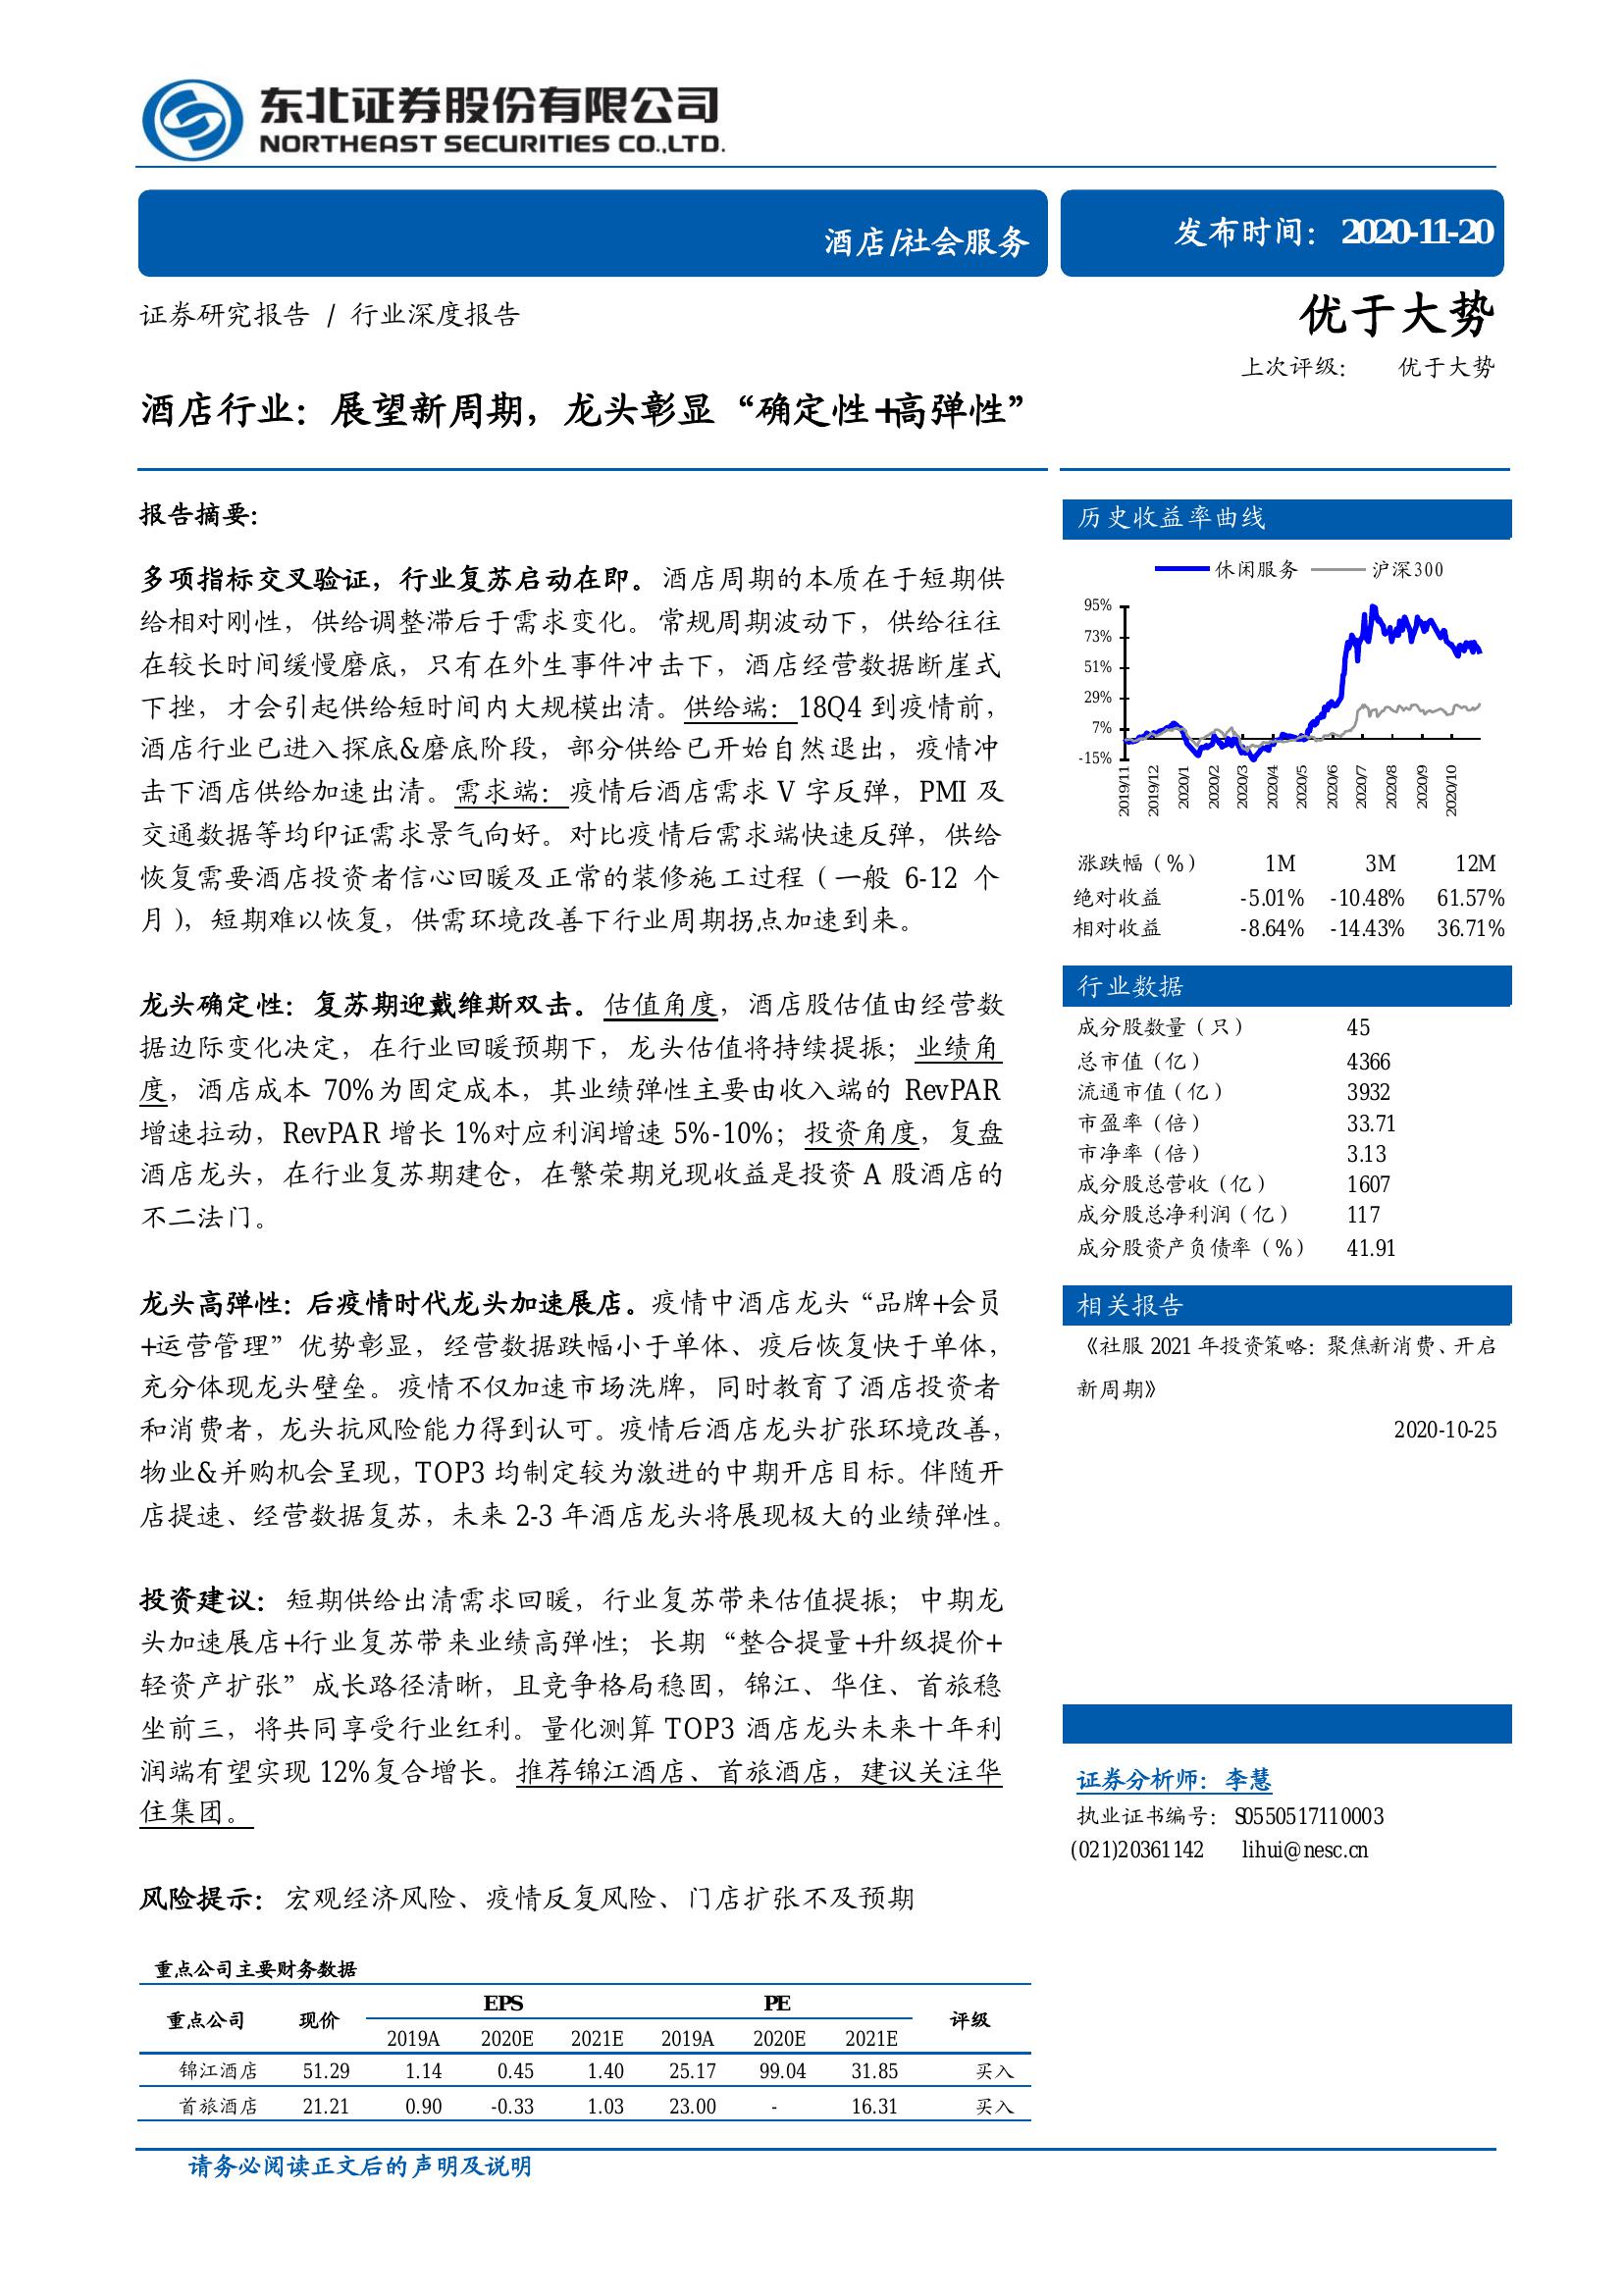 东北证券股份有限公司
NORTHEAST SECURITIES CO.,LTD.
酒店/社会服务
发布时间：2020-11-20
证券研究报告 / 行业深度报告
优于大势
上次评级： 优于大势
酒店行业：展望新周期，龙头彰显“确定性+高弹性”
报告摘要：
多项指标交叉验证，行业复苏启动在即。酒店周期的本质在于短期供
给相对刚性，供给调整滞后于需求变化。常规周期波动下，供给往往
在较长时间缓慢磨底，只有在外生事件冲击下，酒店经营数据断崖式
下挫，才会引起供给短时间内大规模出清。供给端：18Q4 到疫情前，
酒店行业已进入探底&磨底阶段，部分供给已开始自然退出，疫情冲
击下酒店供给加速出清。需求端：疫情后酒店需求 V 字反弹，PMI 及
交通数据等均印证需求景气向好。对比疫情后需求端快速反弹，供给
恢复需要酒店投资者信心回暖及正常的装修施工过程（一般 6-12 个
月），短期难以恢复，供需环境改善下行业周期拐点加速到来。
龙头确定性：复苏期迎戴维斯双击。估值角度，酒店股估值由经营数
据边际变化决定，在行业回暖预期下，龙头估值将持续提振；业绩角
度，酒店成本 70%为固定成本，其业绩弹性主要由收入端的 RevPAR
增速拉动，RevPAR 增长 1%对应利润增速 5%-10%；投资角度，复盘
酒店龙头，在行业复苏期建仓，在繁荣期兑现收益是投资 A 股酒店的
不二法门。
龙头高弹性：后疫情时代龙头加速展店。疫情中酒店龙头“品牌+会员
+运营管理”优势彰显，经营数据跌幅小于单体、疫后恢复快于单体，
充分体现龙头壁垒。疫情不仅加速市场洗牌，同时教育了酒店投资者
和消费者，龙头抗风险能力得到认可。疫情后酒店龙头扩张环境改善，
物业&并购机会呈现，TOP3 均制定较为激进的中期开店目标。伴随开
店提速、经营数据复苏，未来 2-3 年酒店龙头将展现极大的业绩弹性。
投资建议：短期供给出清需求回暖，行业复苏带来估值提振；中期龙
头加速展店+行业复苏带来业绩高弹性；长期“整合提量+升级提价+
轻资产扩张”成长路径清晰，且竞争格局稳固，锦江、华住、首旅稳
坐前三，将共同享受行业红利。量化测算 TOP3 酒店龙头未来十年利
润端有望实现 12%复合增长。推荐锦江酒店、首旅酒店，建议关注华
住集团。
风险提示：宏观经济风险、疫情反复风险、门店扩张不及预期
重点公司主要财务数据
重点公司 现价 EPS PE 评级
2019A 2020E 2021E 2019A 2020E 2021E
锦江酒店 51.29 1.14 0.45 1.40 25.17 99.04 31.85 买入
首旅酒店 21.21 0.90 -0.33 1.03 23.00 - 16.31 买入
历史收益率曲线
休闲服务 沪深300
95%
73%
51%
29%
7%
-15%
2019/11 2019/12 2020/1 2020/2 2020/3 2020/4 2020/5 2020/6 2020/7 2020/8 2020/9 2020/10
涨跌幅（%） 1M 3M 12M
绝对收益 -5.01% -10.48% 61.57%
相对收益 -8.64% -14.43% 36.71%
行业数据
成分股数量（只） 45
总市值（亿） 4366
流通市值（亿） 3932
市盈率（倍） 33.71
市净率（倍） 3.13
成分股总营收（亿） 1607
成分股总净利润（亿） 117
成分股资产负债率（%） 41.91
相关报告
《社服 2021 年投资策略：聚焦新消费、开启
新周期》
2020-10-25
证券分析师：李慧
执业证书编号：S0550517110003
(021)20361142 lihui@nesc.cn
请务必阅读正文后的声明及说明